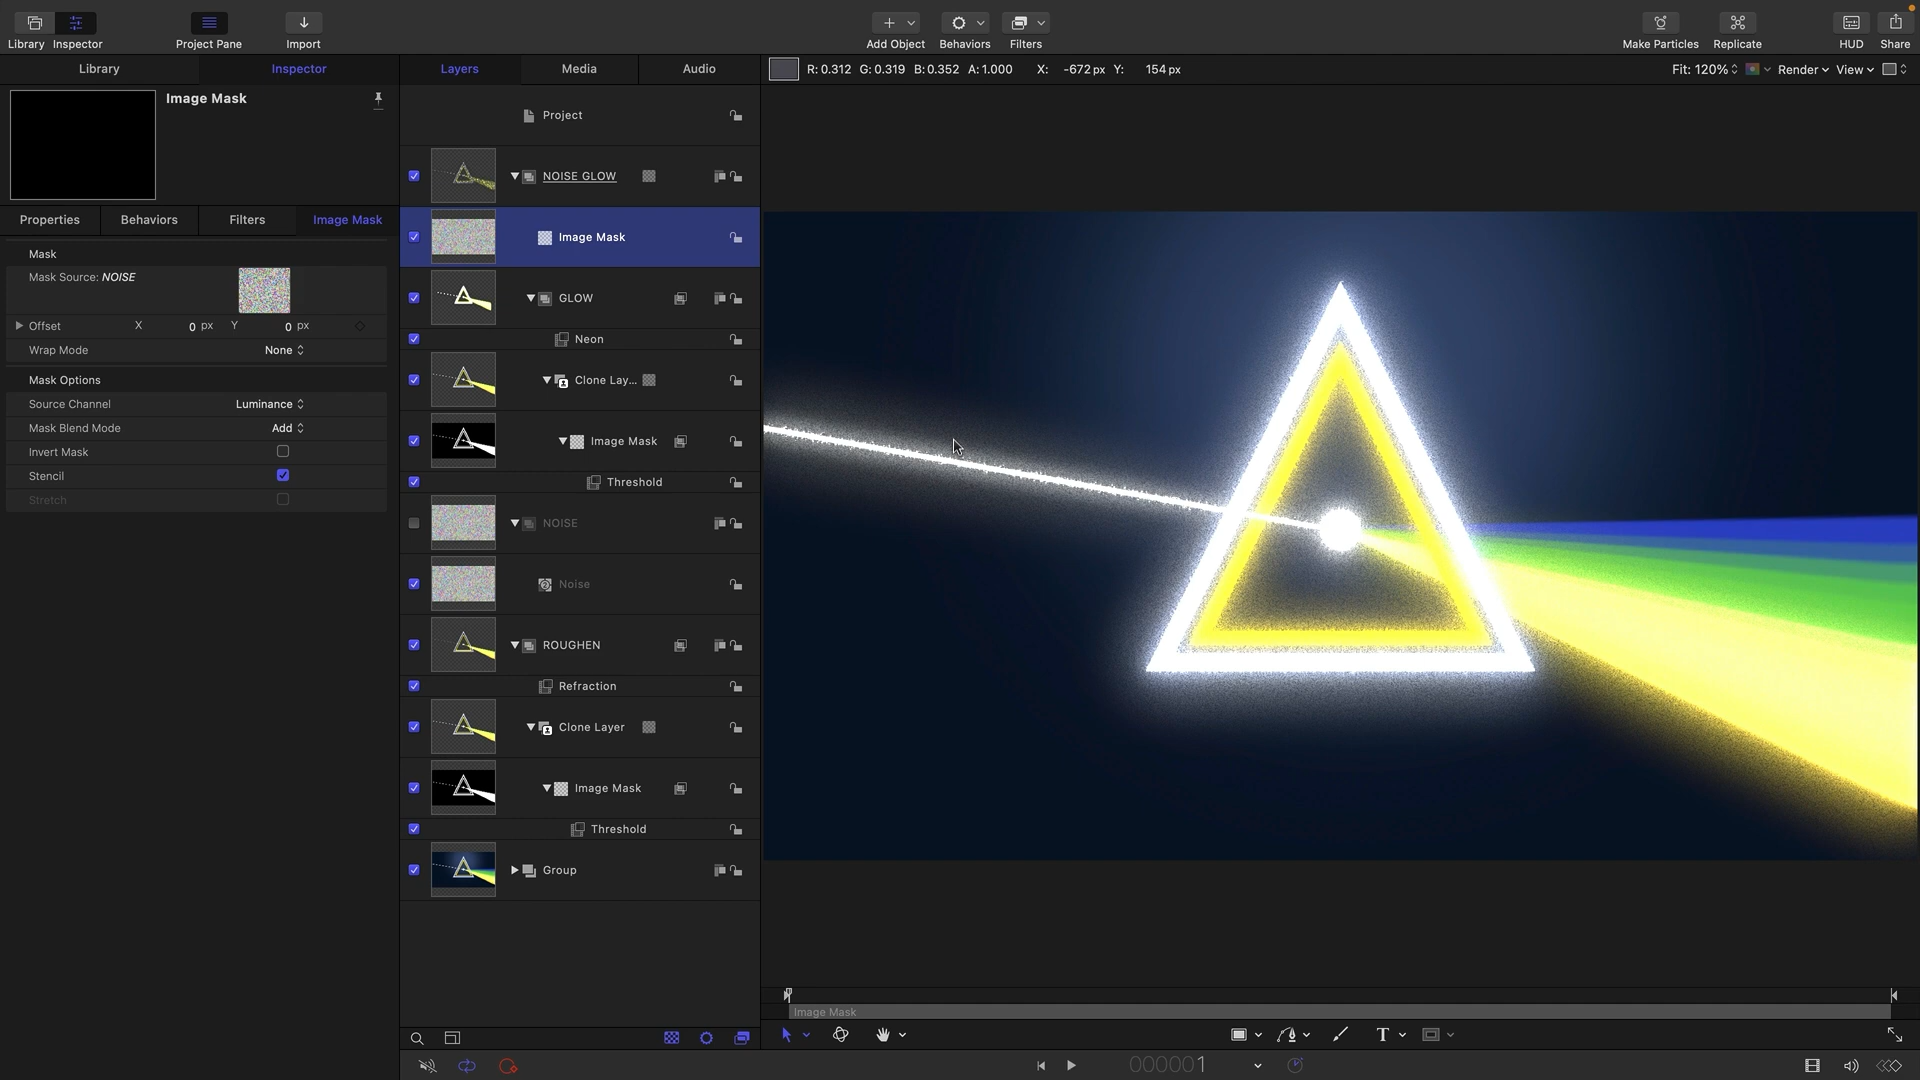 Library Inspector Project Pane Import Add Object Behaviors Filters Make Particles Replicate HUD Share
Library Inspector Layers Media Audio R:0.312 G:0.319 B:0.352 A:1.000 X: -672 px Y: 154 px Fit: 120% Render View
Image Mask
Project
NOISE GLOW
Properties Behaviors Filters Image Mask
Image Mask
Mask
Mask Source: NOISE
GLOW
Offset X 0 px Y 0 px
Neon
Wrap Mode None
Mask Options
Clone Lay...
Source Channel Luminance
Mask Blend Mode Add
Image Mask
Invert Mask
Stencil
Threshold
Stretch
NOISE
Noise
ROUGHEN
Refraction
Clone Layer
Image Mask
Threshold
Group
Image Mask
T
0000001